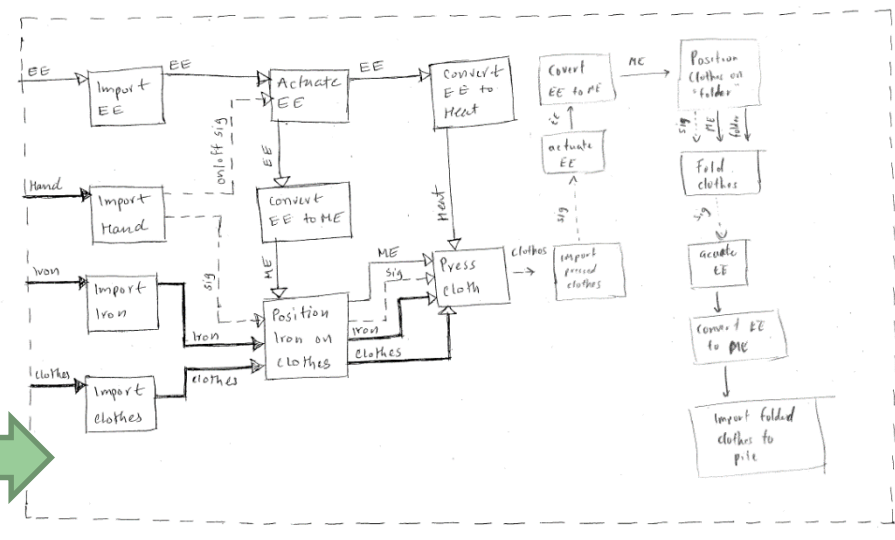 EE
Import
EE
EE
Actuate
EE
EE
Convert
EE to
Heat
Covert
EE to ME
ME
Position
Clothes on
"folder"
on/off sig
EE
actuate
EE
sig
ME
folder
Hand
Import
Hand
Convert
EE to ME
Heat
Fold
clothes
sig
sig
Iron
Import
Iron
sig
ME
Position
Iron on
Clothes
Iron
ME
sig
Iron
Clothes
Press
Cloth
Clothes
import
pressed
clothes
acuate
EE
Convert EE
to ME
Clothes
Import
Clothes
Clothes
Import folded
clothes to
pile